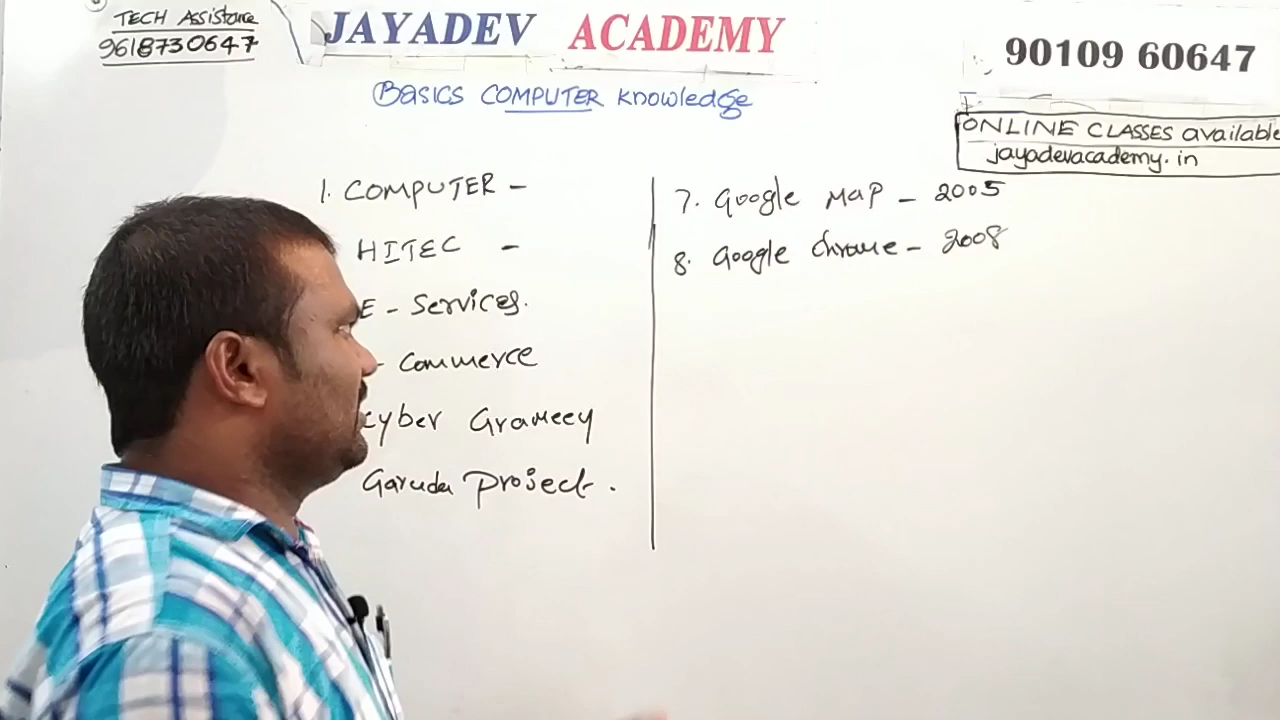 TECH Assistance
9618730647
JAYADEV ACADEMY
90109 60647
Basics COMPUTER Knowledge
ONLINE CLASSES available
jayadevacademy.in
1. COMPUTER -
HITEC -
E - Services.
- Commerce
Cyber Grameey
Garuda Project.
7. Google Map - 2005
8. Google Chrome - 2008